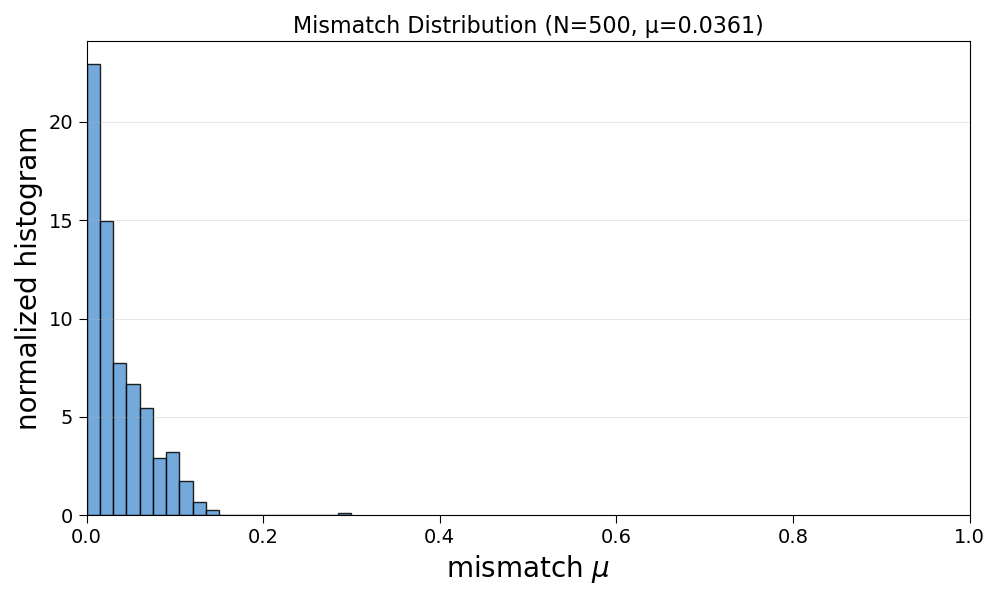 Mismatch Distribution (N=500, μ=0.0361)
normalized histogram
20
15
10
5
0
0.0 0.2 0.4 0.6 0.8 1.0
mismatch μ